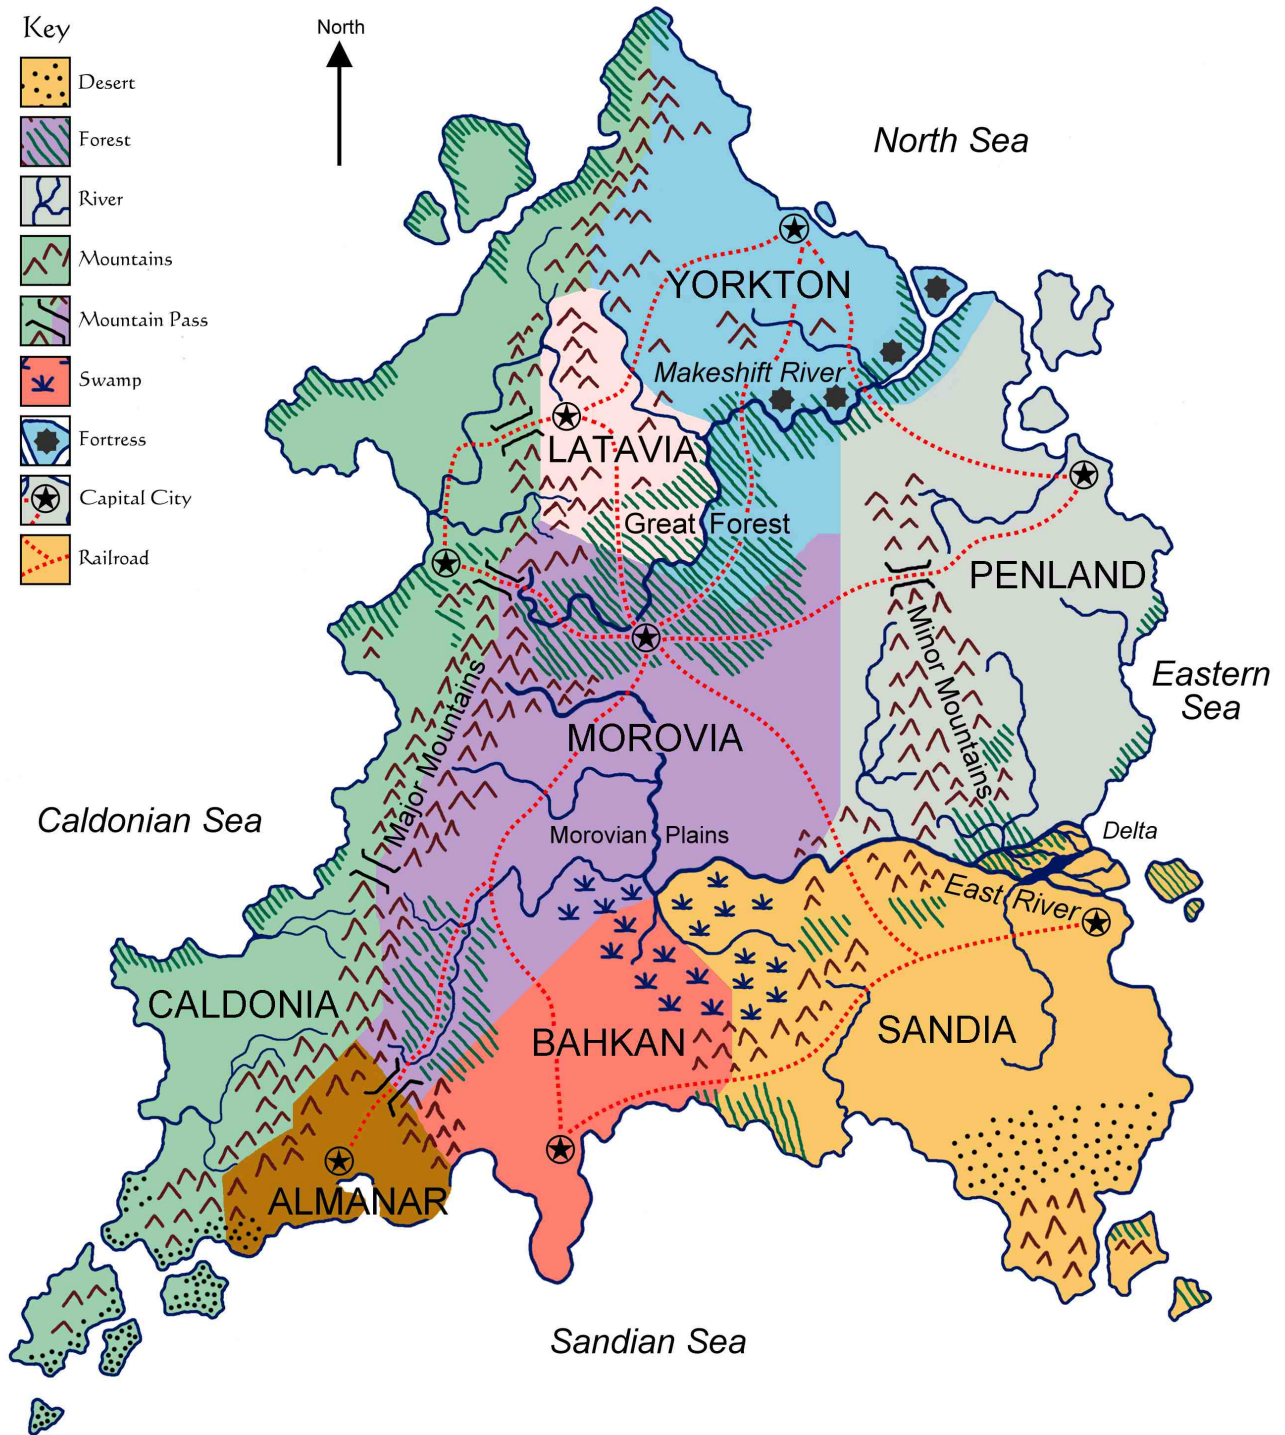 Key
Desert
Forest
River
Mountains
Mountain Pass
Swamp
Fortress
Capital City
Railroad
North
North Sea
YORKTON
Makeshift River
LATAVIA
Great Forest
PENLAND
Minor Mountains
Eastern
Sea
Major Mountains
MOROVIA
Caldonian Sea
Morovian Plains
Delta
East River
CALDONIA
BAHKAN
SANDIA
ALMANAR
Sandian Sea